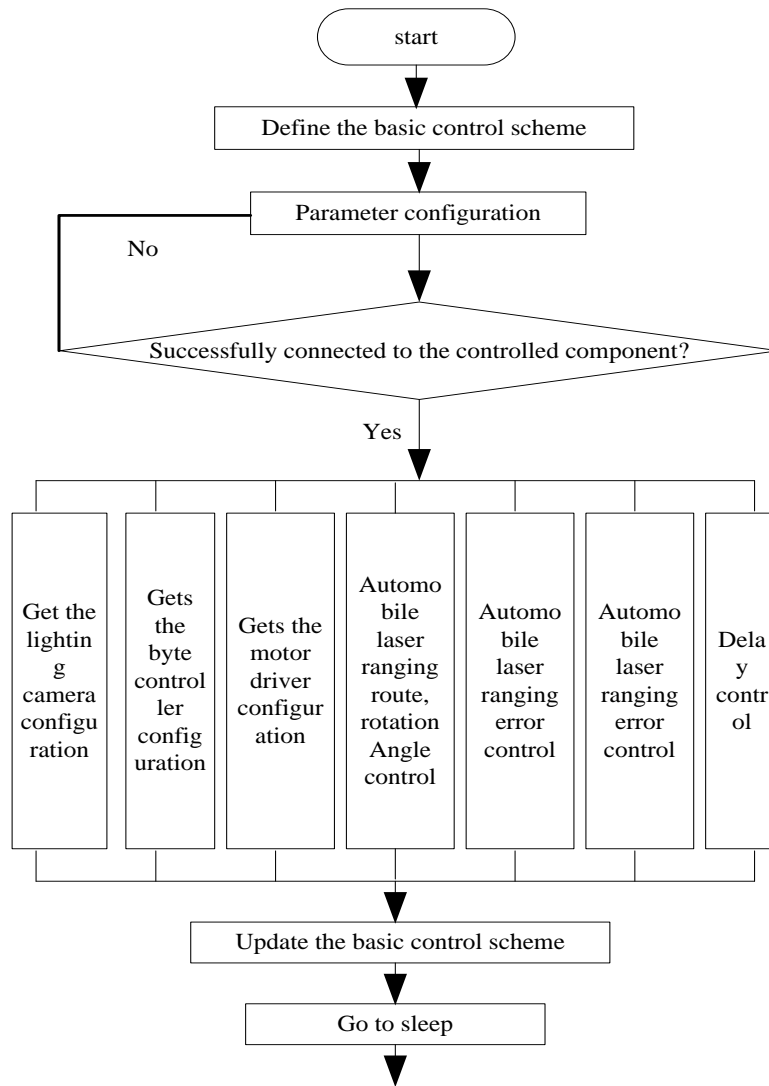 start
Define the basic control scheme
Parameter configuration
No
Successfully connected to the controlled component?
Yes
Get the
lightin
g
camera
configu
ration
Gets
the
byte
control
ler
config
uration
Gets the
motor
driver
configur
ation
Automo
bile
laser
ranging
route,
rotation
Angle
control
Automo
bile
laser
ranging
error
control
Automo
bile
laser
ranging
error
control
Dela
y
contr
ol
Update the basic control scheme
Go to sleep